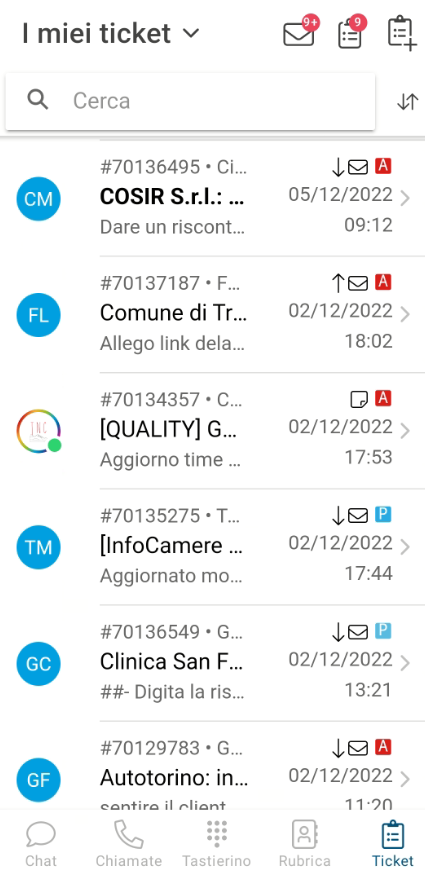 I miei ticket
9+
9
Cerca
#70136495 • Ci...
A
CM
COSIR S.r.l.: ...
05/12/2022
Dare un riscont...
09:12
#70137187 • F...
A
FL
Comune di Tr...
02/12/2022
Allego link dela...
18:02
#70134357 • C...
A
[QUALITY] G...
02/12/2022
Aggiorno time ...
17:53
#70135275 • T...
P
TM
[InfoCamere ...
02/12/2022
Aggiornato mo...
17:44
#70136549 • G...
P
GC
Clinica San F...
02/12/2022
##- Digita la ris...
13:21
#70129783 • G...
A
GF
Autotorino: in...
02/12/2022
sentire il client
11:20
Chat
Chiamate
Tastierino
Rubrica
Ticket